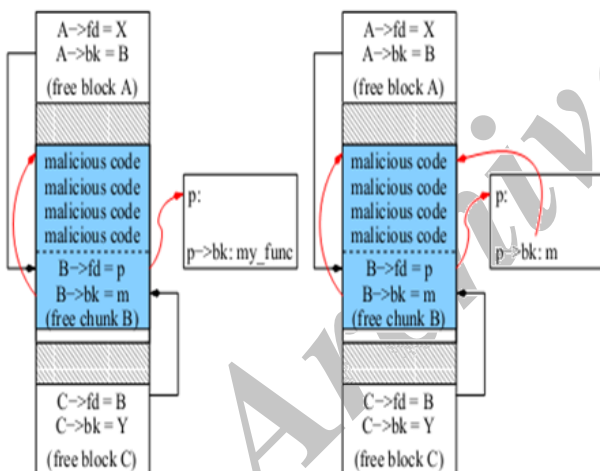 A−>fd = X
A−>bk = B
(free block A)
malicious code
malicious code
malicious code
malicious code
B−>fd = p
B−>bk = m
(free chunk B)
C−>fd = B
C−>bk = Y
(free block C)
p:
p−>bk: my_func
A−>fd = X
A−>bk = B
(free block A)
malicious code
malicious code
malicious code
malicious code
B−>fd = p
B−>bk = m
(free chunk B)
C−>fd = B
C−>bk = Y
(free block C)
p:
p−>bk: m